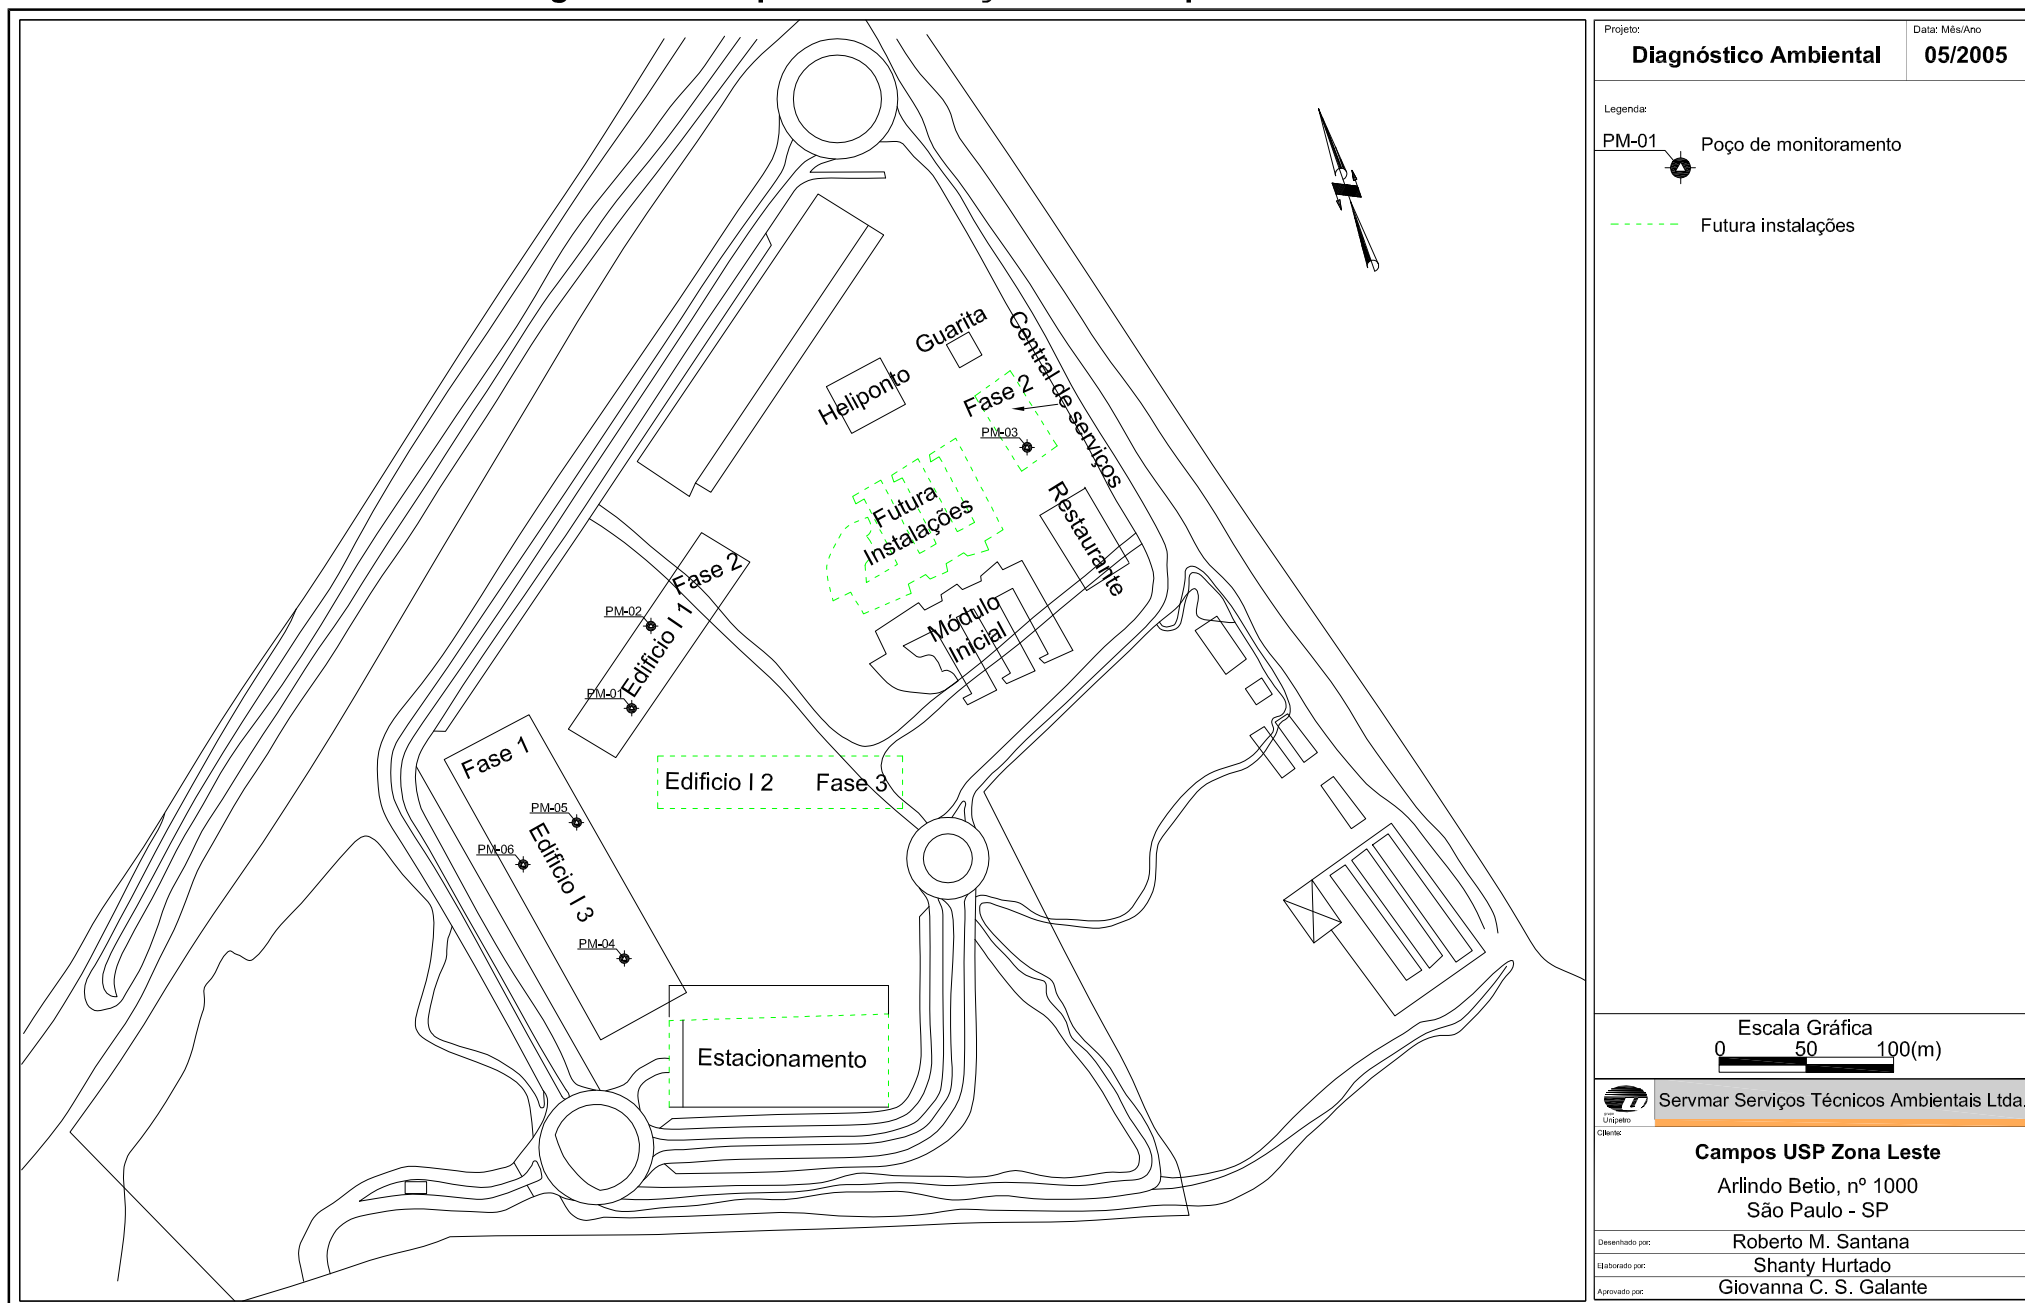 Projeto:
Diagnóstico Ambiental
Data: Mês/Ano
05/2005
Legenda:
PM-01
Poço de monitoramento
Futura instalações
Guarita
Central de serviços
Heliponto
Fase 2
PM-03
Futura
Instalações
Restaurante
Fase 2
PM-02
Edificio I 1
PM-01
Módulo
Inicial
Fase 1
Edificio I 2
Fase 3
PM-05
PM-06
Edificio I 3
PM-04
Estacionamento
Escala Gráfica
0 50 100(m)
Servmar Serviços Técnicos Ambientais Ltda.
Unipetro
Cliente:
Campos USP Zona Leste
Arlindo Betio, nº 1000
São Paulo - SP
Desenhado por:
Roberto M. Santana
Elaborado por:
Shanty Hurtado
Aprovado por:
Giovanna C. S. Galante